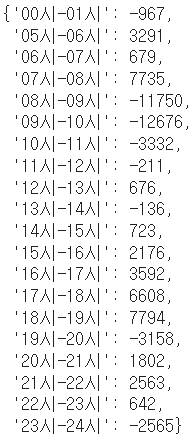 {'00시-01시': -967,
'05시-06시': 3291,
'06시-07시': 679,
'07시-08시': 7735,
'08시-09시': -11750,
'09시-10시': -12676,
'10시-11시': -3332,
'11시-12시': -211,
'12시-13시': 676,
'13시-14시': -136,
'14시-15시': 723,
'15시-16시': 2176,
'16시-17시': 3592,
'17시-18시': 6608,
'18시-19시': 7794,
'19시-20시': -3158,
'20시-21시': 1802,
'21시-22시': 2563,
'22시-23시': 642,
'23시-24시': -2565}